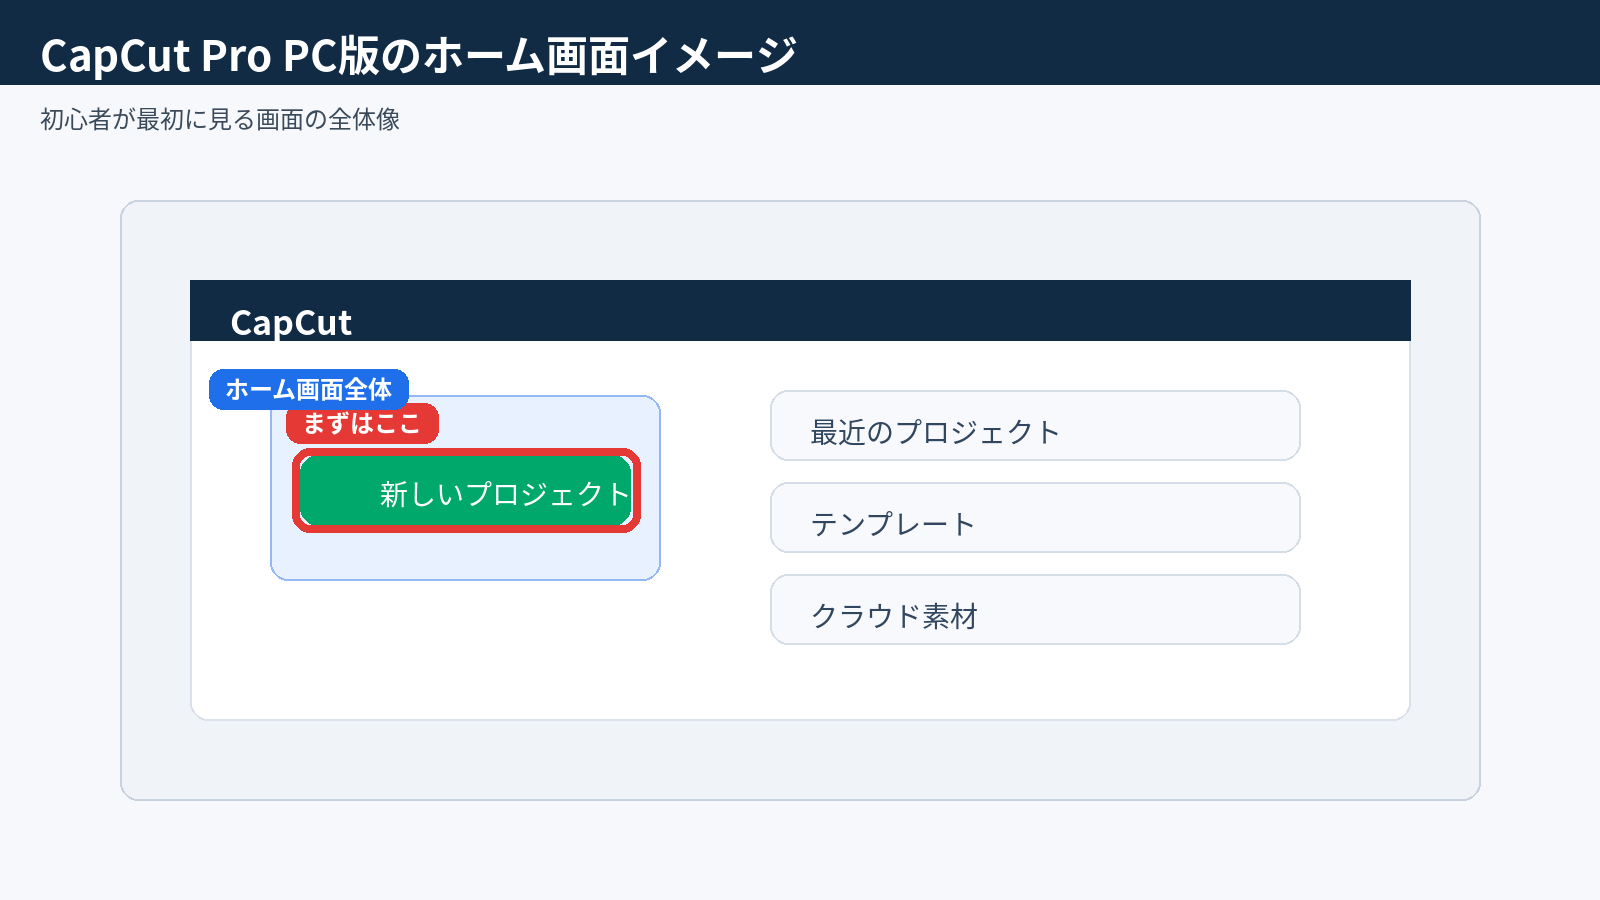 CapCut Pro PC版のホーム画面イメージ
初心者が最初に見る画面の全体像
CapCut
ホーム画面全体
まずはここ
新しいプロジェクト
最近のプロジェクト
テンプレート
クラウド素材